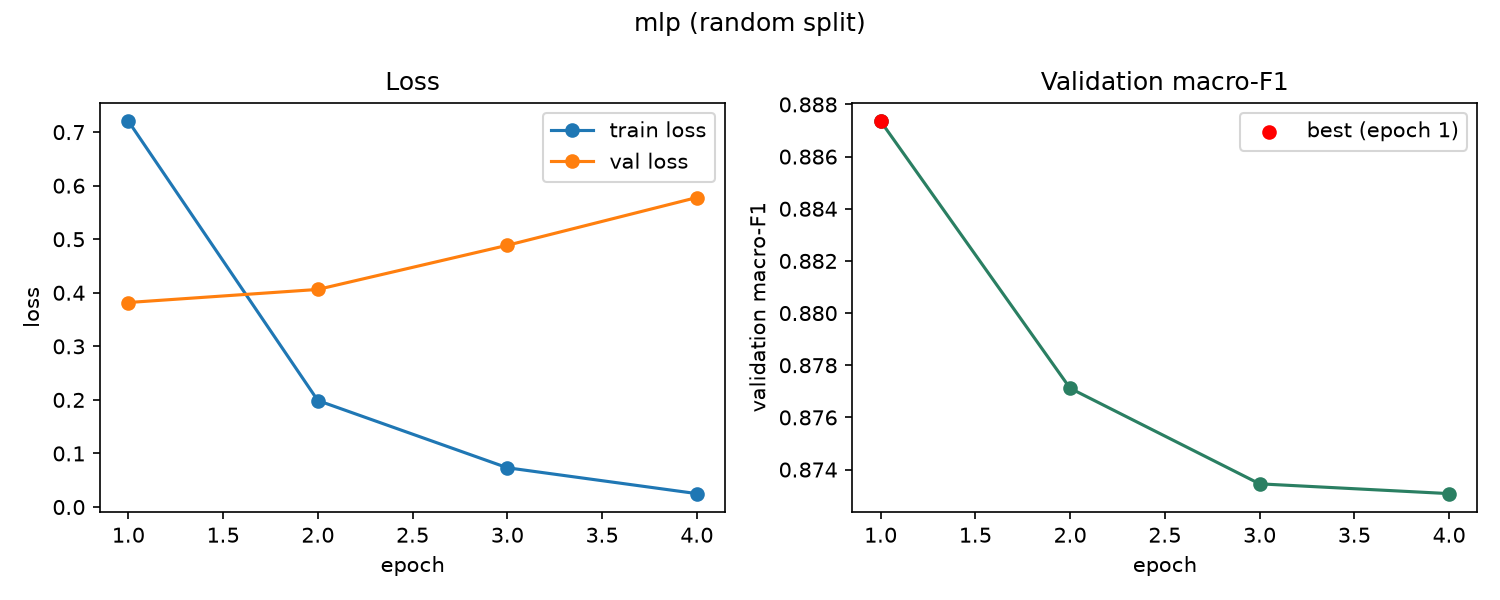 mlp (random split)
Loss
0.7
0.6
0.5
0.4
0.3
0.2
0.1
0.0
loss
train loss
val loss
1.0 1.5 2.0 2.5 3.0 3.5 4.0
epoch
Validation macro-F1
0.888
0.886
0.884
0.882
0.880
0.878
0.876
0.874
validation macro-F1
best (epoch 1)
1.0 1.5 2.0 2.5 3.0 3.5 4.0
epoch